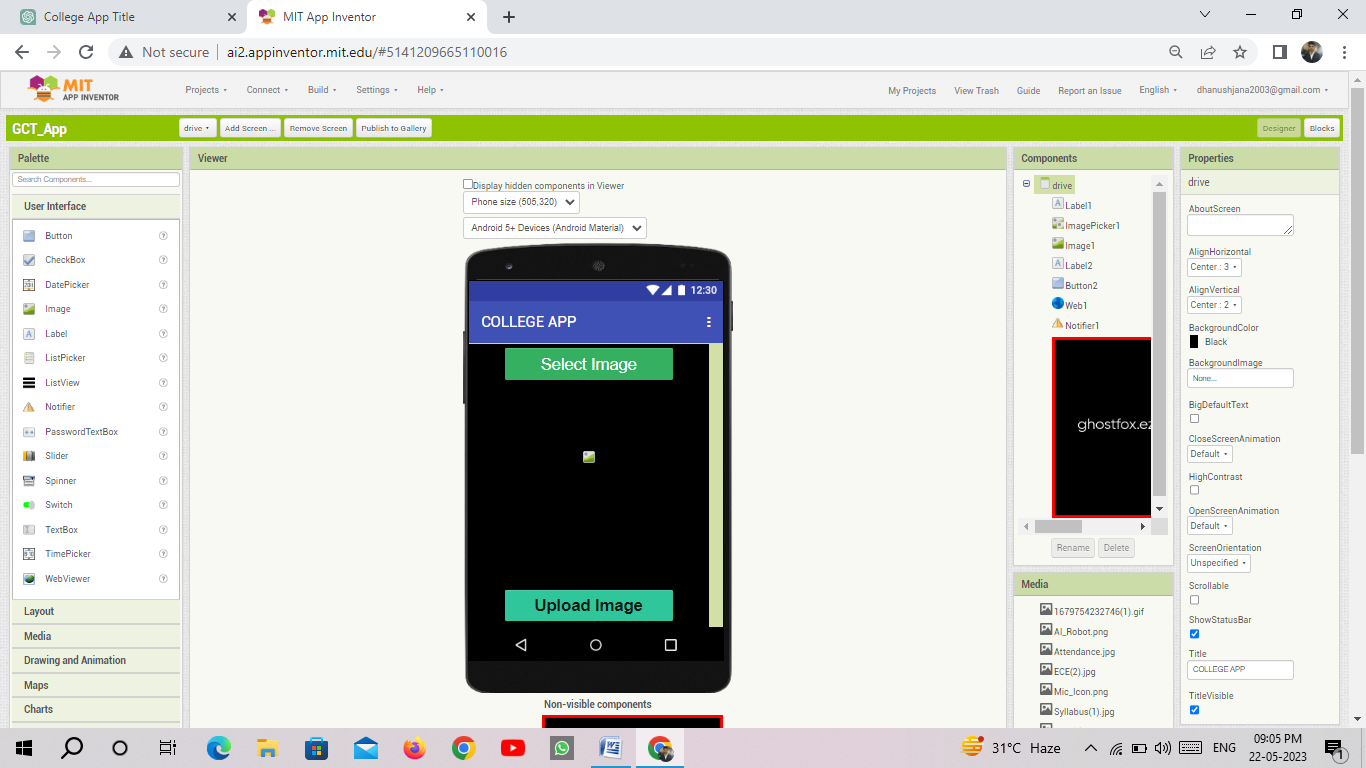 College App Title
MIT App Inventor
Not secure
ai2.appinventor.mit.edu/#5141209665110016
MIT
APP INVENTOR
Projects
Connect
Build
Settings
Help
My Projects
View Trash
Guide
Report an Issue
English
dhanushjana2003@gmail.com
GCT_App
drive
Add Screen ...
Remove Screen
Publish to Gallery
Designer
Blocks
Palette
Search Components...
User Interface
Button
CheckBox
DatePicker
Image
Label
ListPicker
ListView
Notifier
PasswordTextBox
Slider
Spinner
Switch
TextBox
TimePicker
WebViewer
Layout
Media
Drawing and Animation
Maps
Charts
Viewer
Display hidden components in Viewer
Phone size (505,320)
Android 5+ Devices (Android Material)
12:30
COLLEGE APP
Select Image
Upload Image
Non-visible components
Components
drive
Label1
ImagePicker1
Image1
Label2
Button2
Web1
Notifier1
ghostfox.ez
Rename
Delete
Media
1679754232746(1).gif
AI_Robot.png
Attendance.jpg
ECE(2).jpg
Mic_Icon.png
Syllabus(1).jpg
Properties
drive
AboutScreen
AlignHorizontal
Center : 3
AlignVertical
Center : 2
BackgroundColor
Black
BackgroundImage
None...
BigDefaultText
CloseScreenAnimation
Default
HighContrast
OpenScreenAnimation
Default
ScreenOrientation
Unspecified
Scrollable
ShowStatusBar
Title
COLLEGE APP
TitleVisible
31°C Haze
ENG
09:05 PM
22-05-2023
1